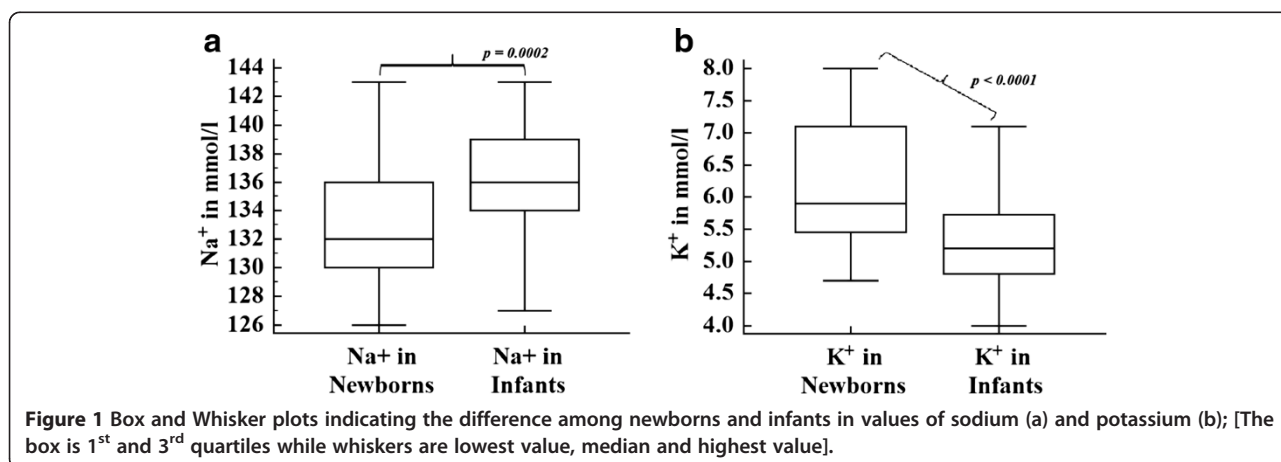 a
p = 0.0002
Na⁺ in mmol/l
144
142
140
138
136
134
132
130
128
126
Na+ in
Newborns
Na+ in
Infants
b
p < 0.0001
K⁺ in mmol/l
8.0
7.5
7.0
6.5
6.0
5.5
5.0
4.5
4.0
K⁺ in
Newborns
K⁺ in
Infants
Figure 1 Box and Whisker plots indicating the difference among newborns and infants in values of sodium (a) and potassium (b); [The
box is 1st and 3rd quartiles while whiskers are lowest value, median and highest value].